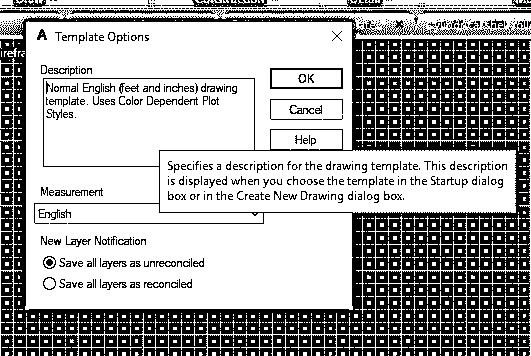 Template Options
Description
OK
Normal English (feet and inches) drawing
template. Uses Color Dependent Plot
Styles.
Cancel
Help
Specifies a description for the drawing template. This description
is displayed when you choose the template in the Startup dialog
box or in the Create New Drawing dialog box.
Measurement
English
New Layer Notification
Save all layers as unreconciled
Save all layers as reconciled